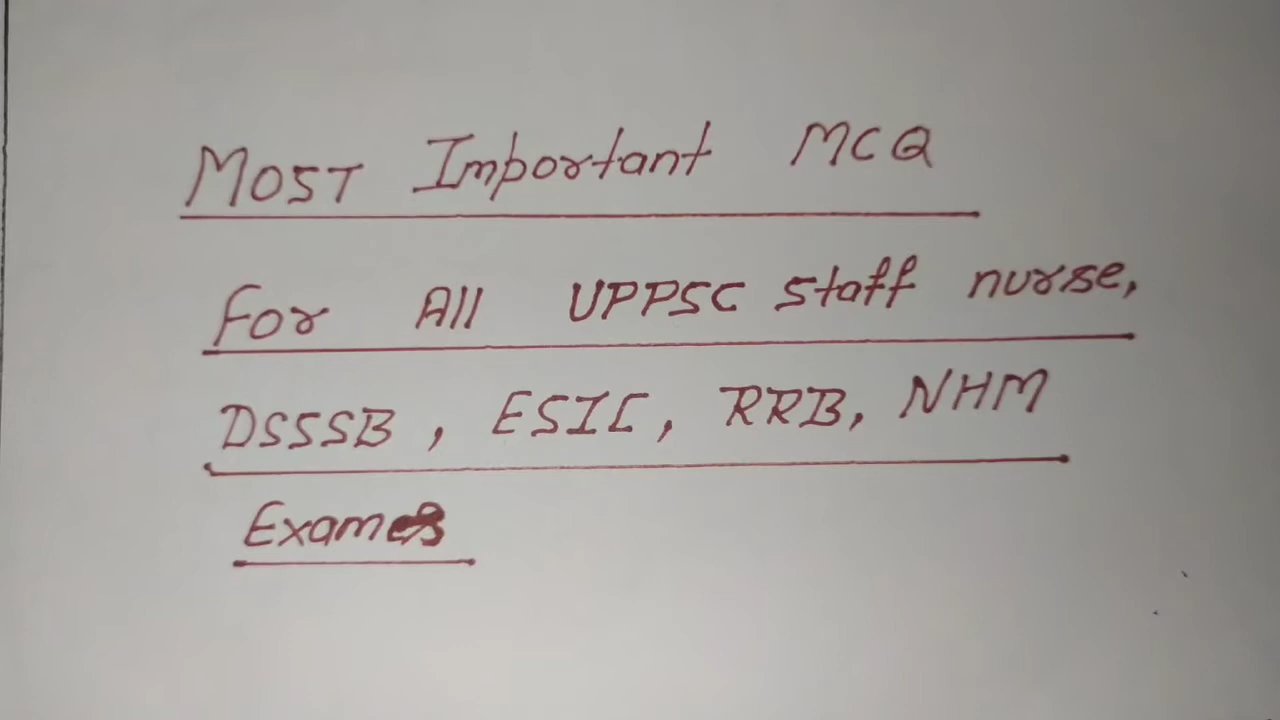 MOST Important MCQ
For All UPPSC Staff nurse,
DSSSB, ESIC, RRB, NHM
Exams